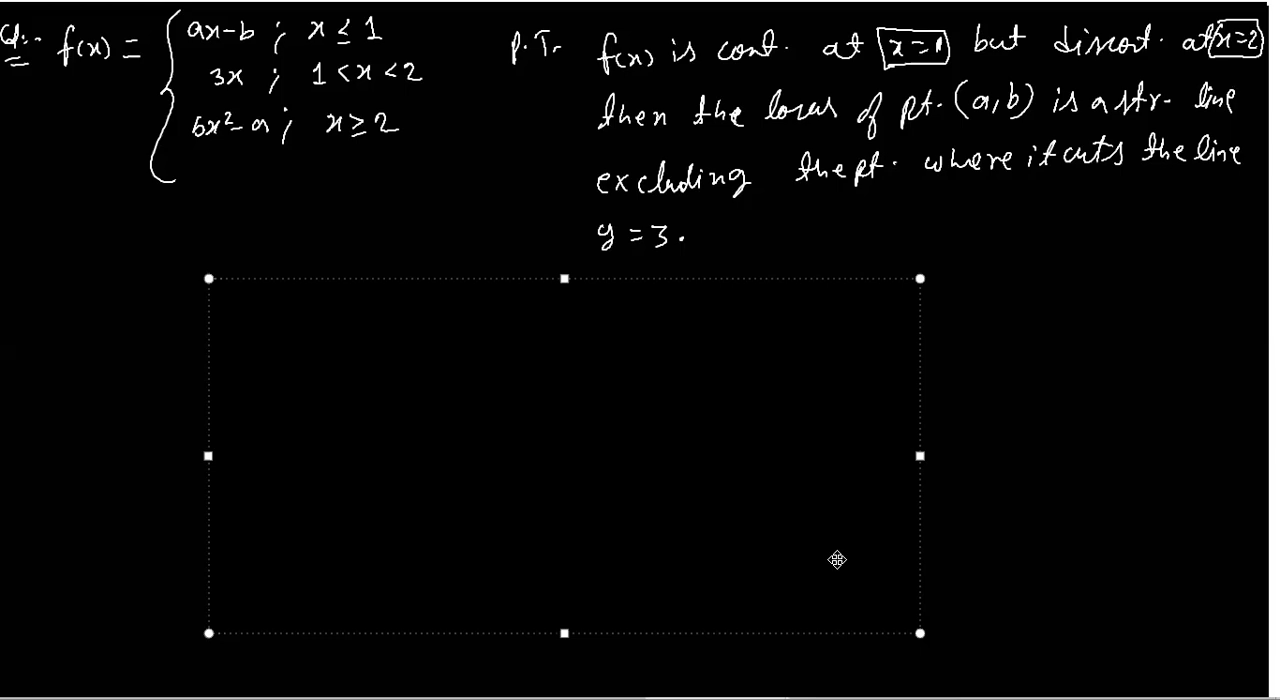 Q:- f(x) = { ax-b ; x ≤ 1
3x ; 1 < x < 2
bx²-a ; x ≥ 2
P.T. f(x) is cont. at x=1 but discont. at x=2
then the locus of pt. (a,b) is a str. line
excluding the pt. where it cuts the line
y = 3.